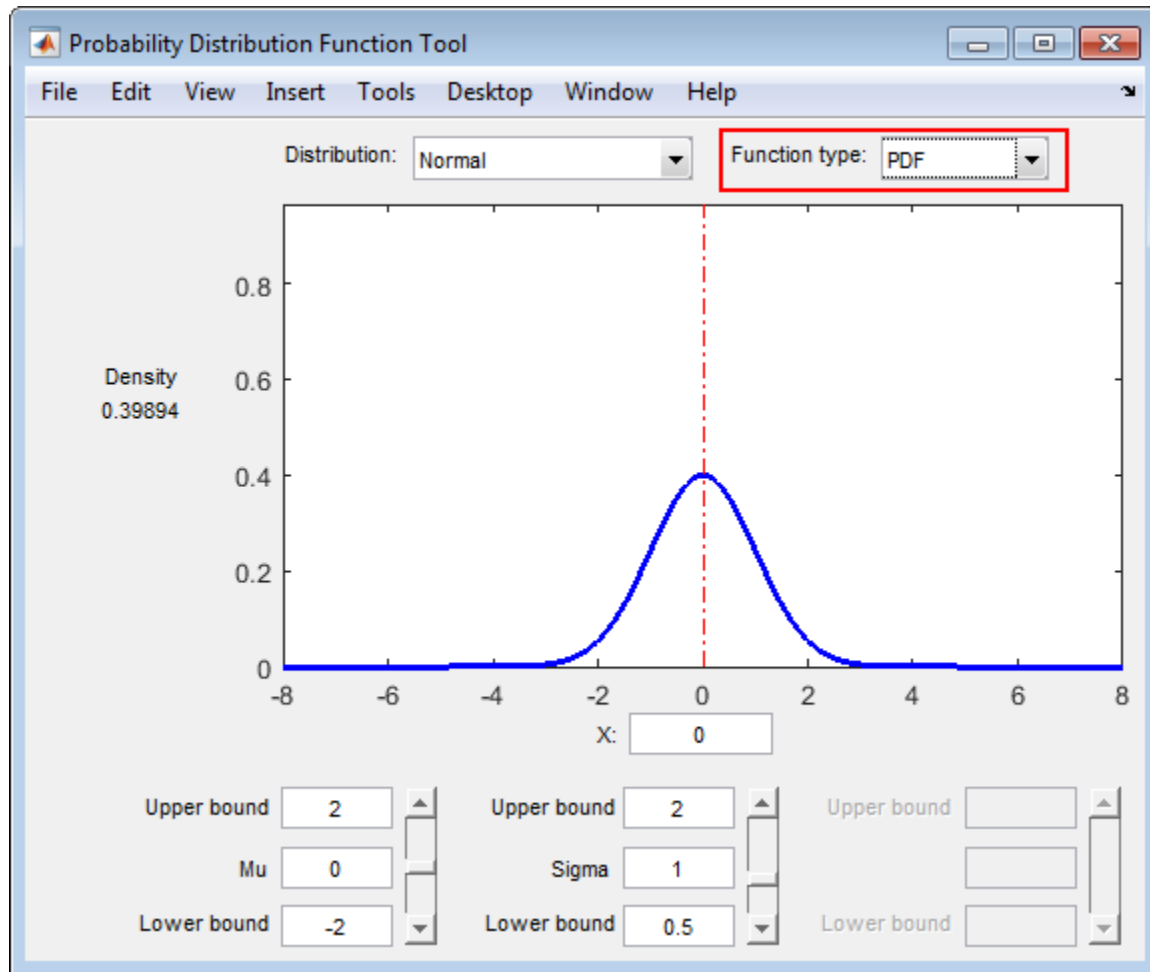 Probability Distribution Function Tool
File Edit View Insert Tools Desktop Window Help
Distribution: Normal Function type: PDF
0.8
Density
0.39894
0.6
0.4
0.2
0
-8 -6 -4 -2 0 2 4 6 8
X: 0
Upper bound 2 Upper bound 2 Upper bound
Mu 0 Sigma 1
Lower bound -2 Lower bound 0.5 Lower bound